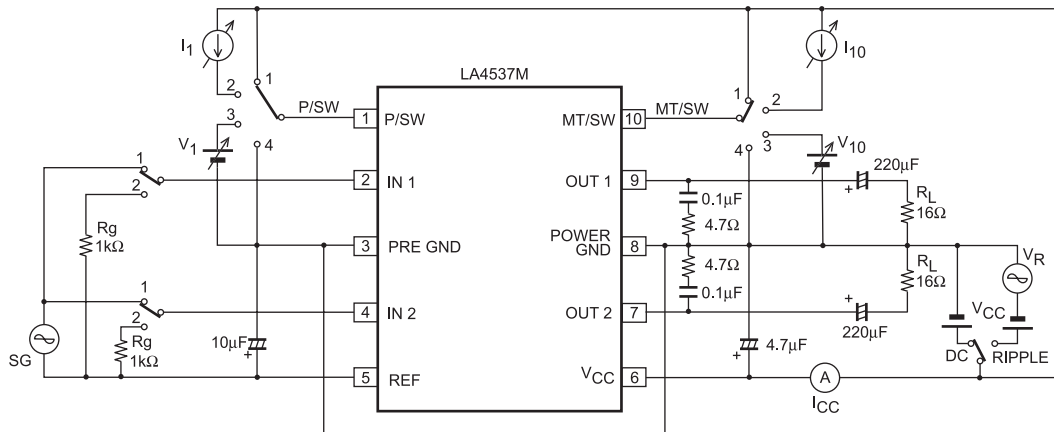 I1
I10
LA4537M
1
2
3
4
P/SW
1
P/SW
MT/SW
10
MT/SW
1
2
3
4
V1
V10
220μF
+
1
2
2
IN 1
OUT 1
9
0.1μF
4.7Ω
RL
16Ω
Rg
1kΩ
3
PRE GND
POWER
GND
8
4.7Ω
0.1μF
RL
16Ω
VR
1
2
4
IN 2
OUT 2
7
+
220μF
VCC
SG
Rg
1kΩ
10μF
+
4.7μF
+
DC
RIPPLE
5
REF
VCC
6
A
ICC